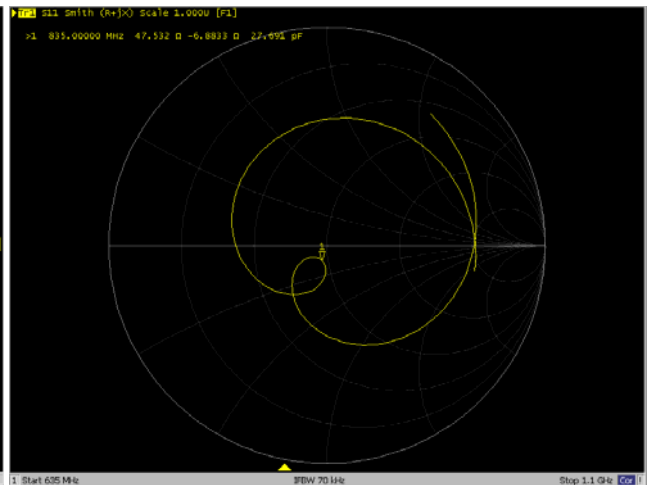 Tr1 S11 Smith (R+jX) Scale 1.000U [F1]
>1 835.00000 MHz 47.532 Ω -6.8833 Ω 27.691 pF
1
1 Start 635 MHz IFBW 70 kHz Stop 1.1 GHz Cor !